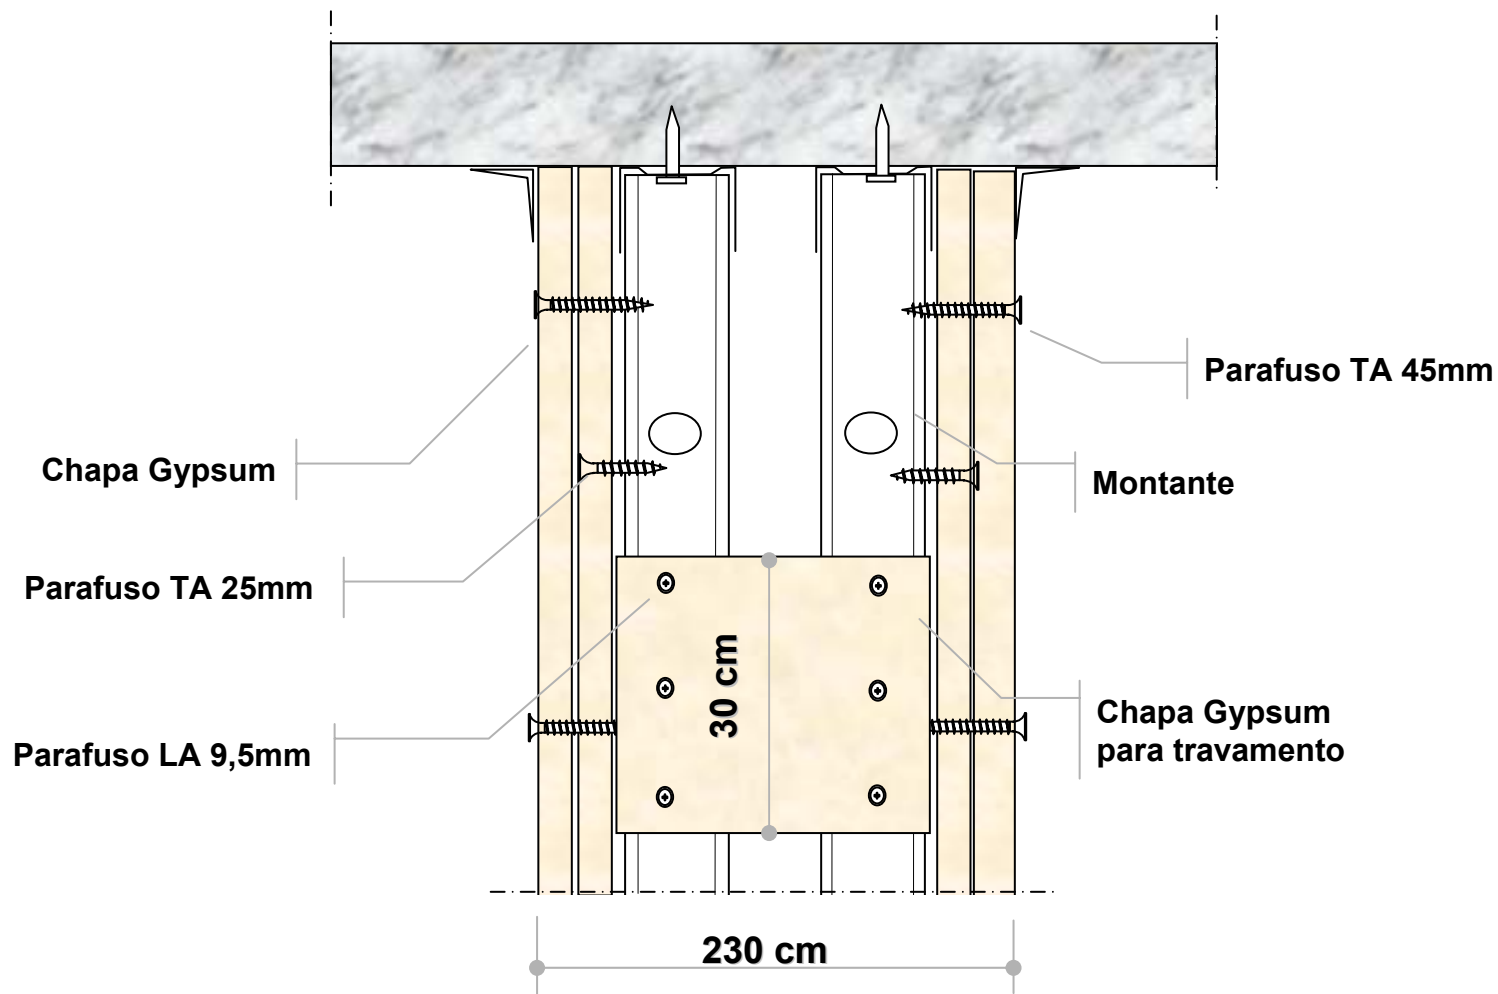 Parafuso TA 45mm
Chapa Gypsum
Montante
Parafuso TA 25mm
30 cm
Chapa Gypsum
para travamento
Parafuso LA 9,5mm
230 cm